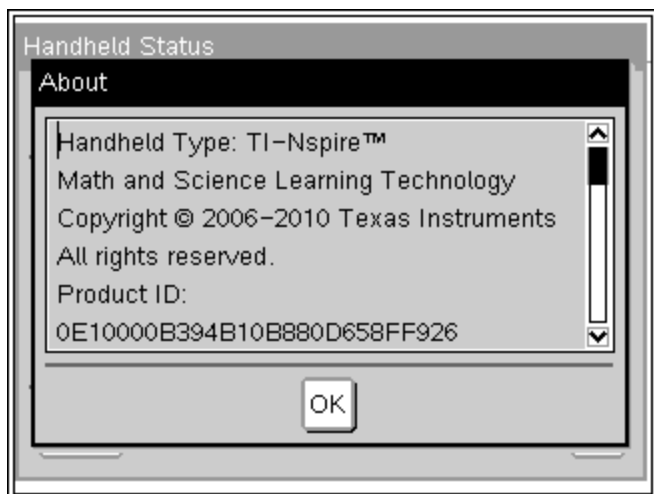 Handheld Status
About
Handheld Type: TI-Nspire™
Math and Science Learning Technology
Copyright © 2006-2010 Texas Instruments
All rights reserved.
Product ID:
0E10000B394B10B880D658FF926
OK